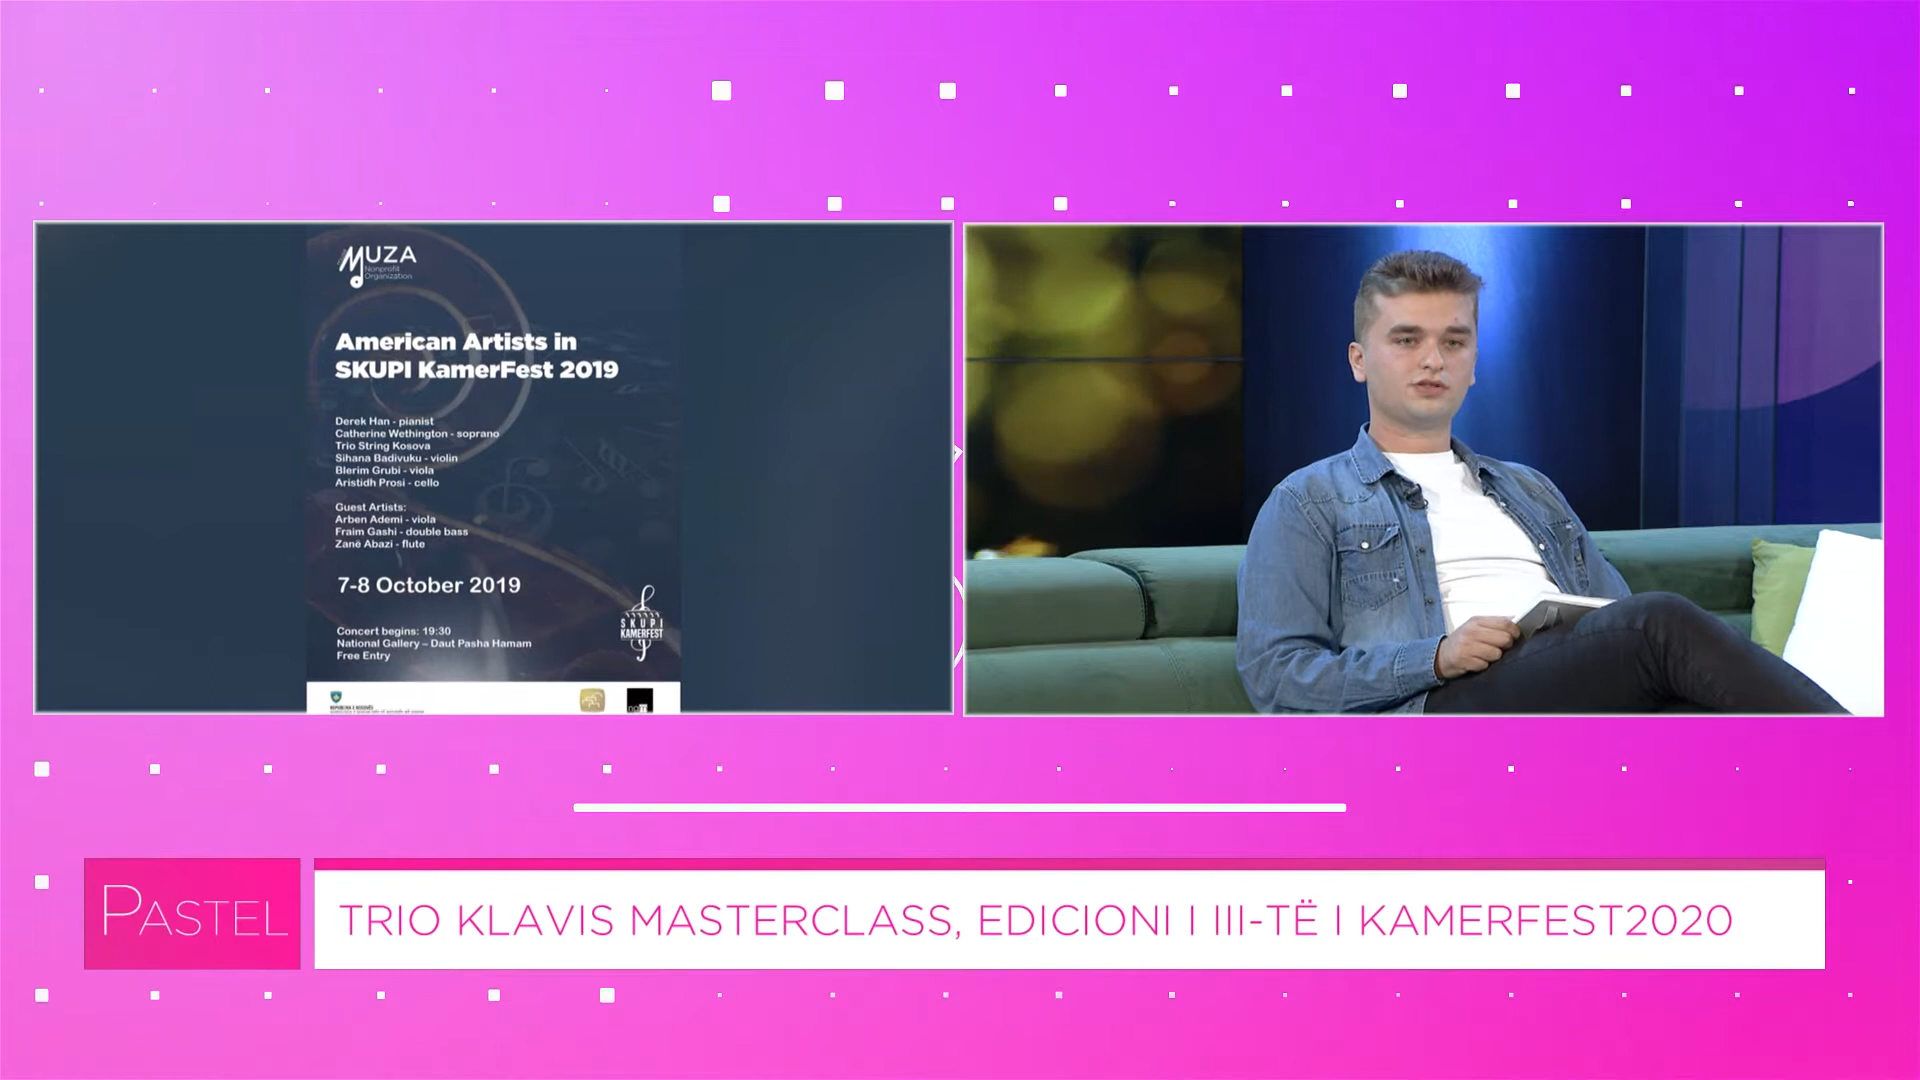 MUZA
Nonprofit
Organization
American Artists in
SKUPI KamerFest 2019
Derek Han - pianist
Catherine Wethington - soprano
Trio String Kosova
Sihana Badivuku - violin
Blerim Grubi - viola
Aristidh Prosi - cello
Guest Artists:
Arben Ademi - viola
Fraim Gashi - double bass
Zanë Abazi - flute
7-8 October 2019
SKUPI
KAMERFEST
Concert begins: 19:30
National Gallery – Daut Pasha Hamam
Free Entry
PASTEL
TRIO KLAVIS MASTERCLASS, EDICIONI I III-TË I KAMERFEST2020